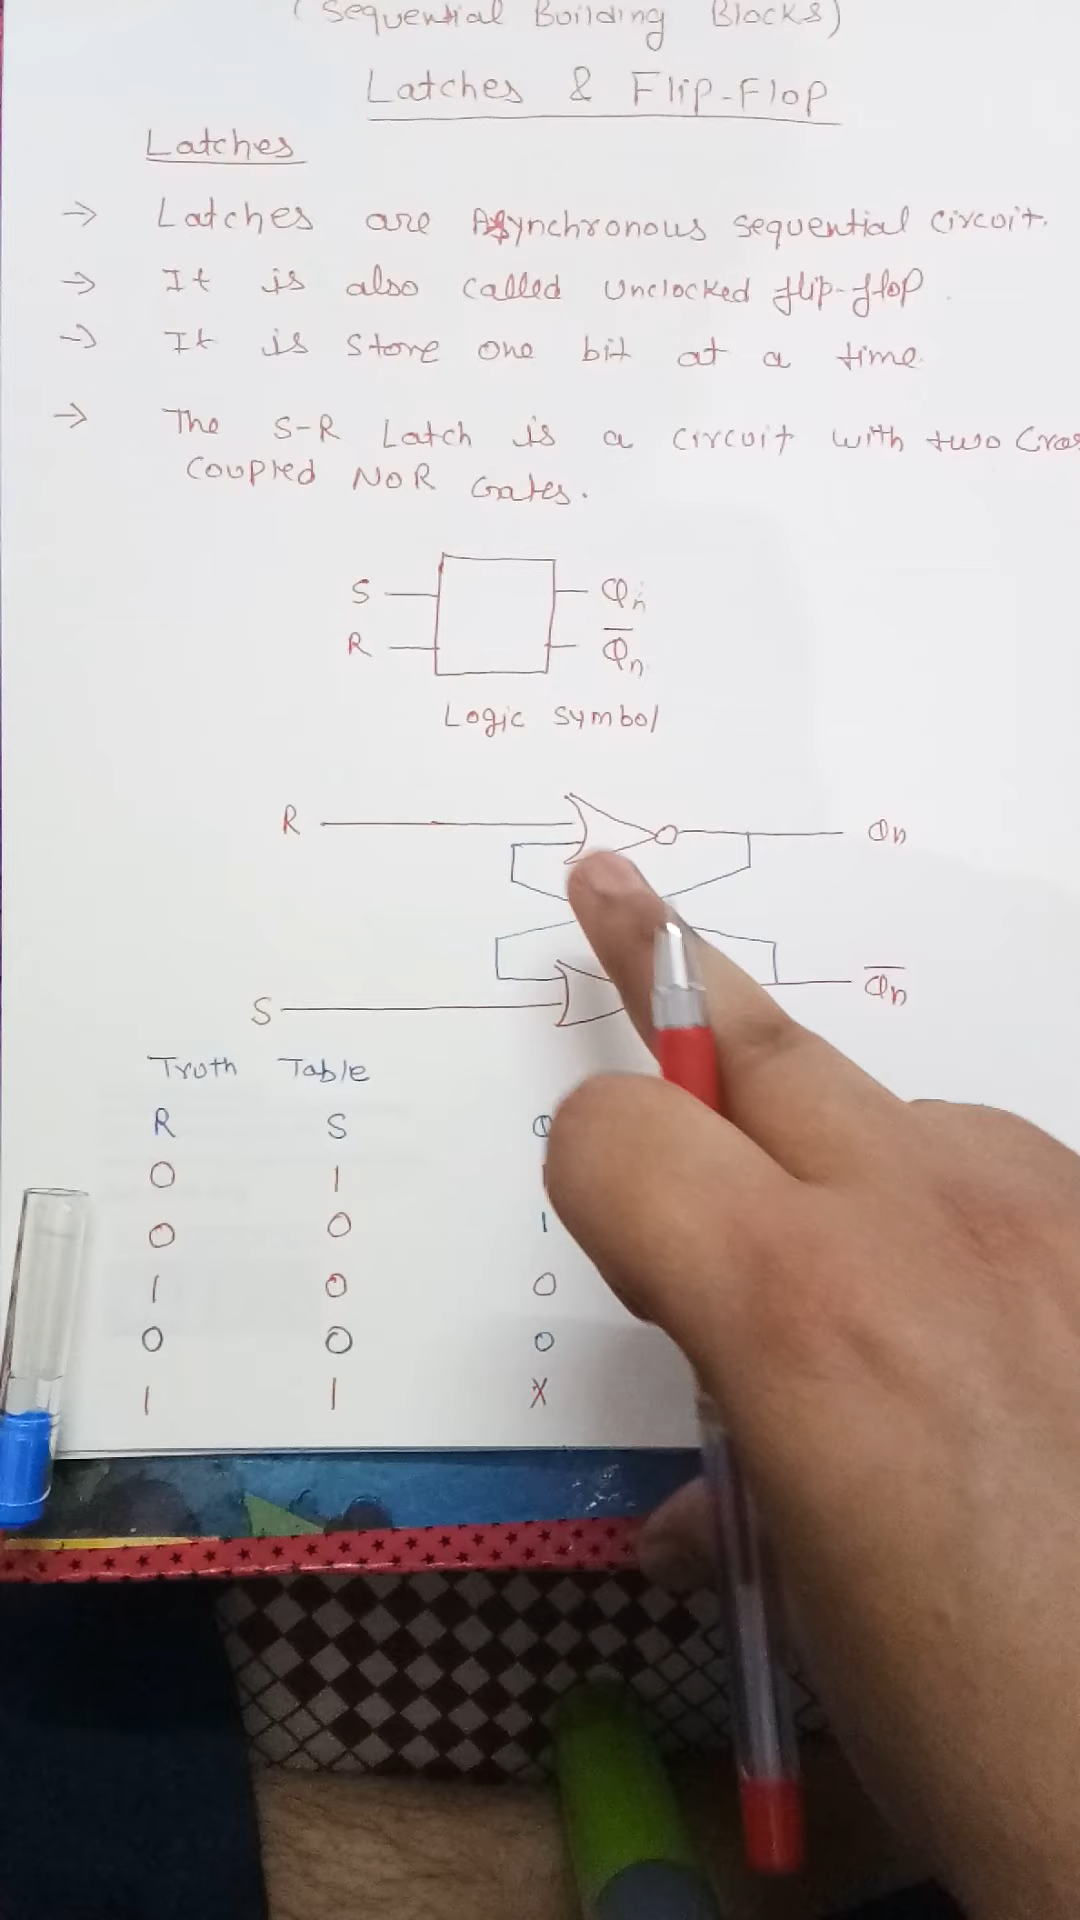 (Sequential Building Blocks)
Latches & Flip-Flop
Latches
→ Latches are Asynchronous sequential circuit.
→ It is also called Unclocked flip-flop.
→ It is store one bit at a time
→ The S-R Latch is a circuit with two Cros
Coupled NOR Gates.
S Qn
R Q̅n
Logic Symbol
R Qn
S Q̅n
Truth Table
R S Q
0 1
0 0 1
1 0 0
0 0 0
1 1 X